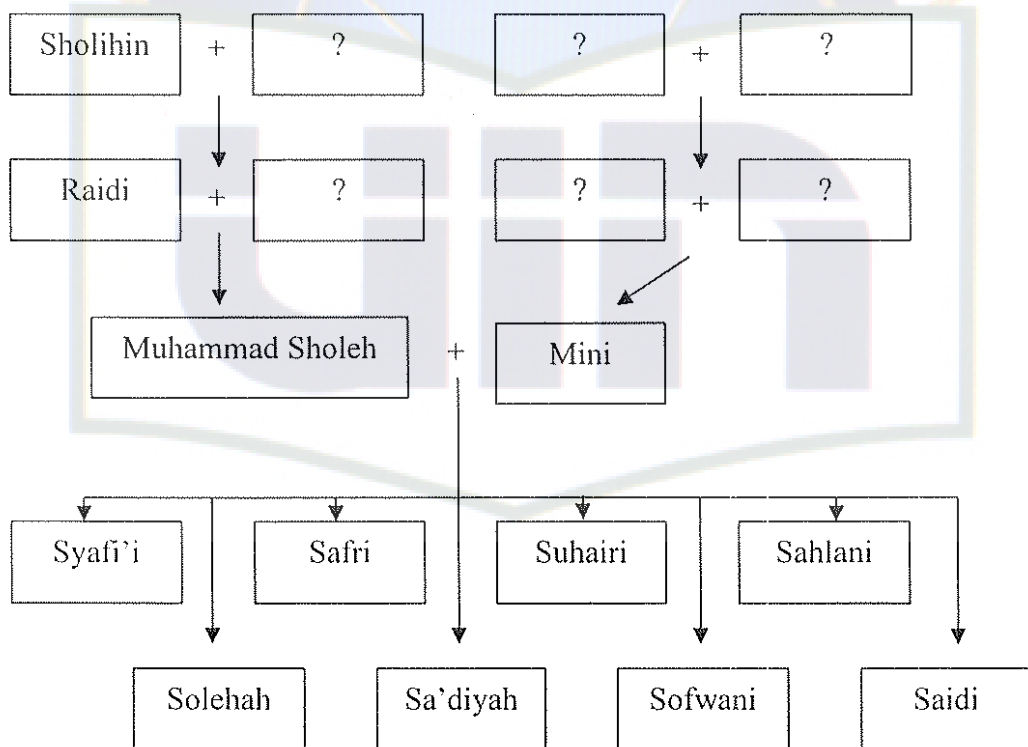 Sholihin + ? ? + ?
Raidi + ? ? + ?
Muhammad Sholeh + Mini
Syafi’i Safri Suhairi Sahlani
Solehah Sa’diyah Sofwani Saidi